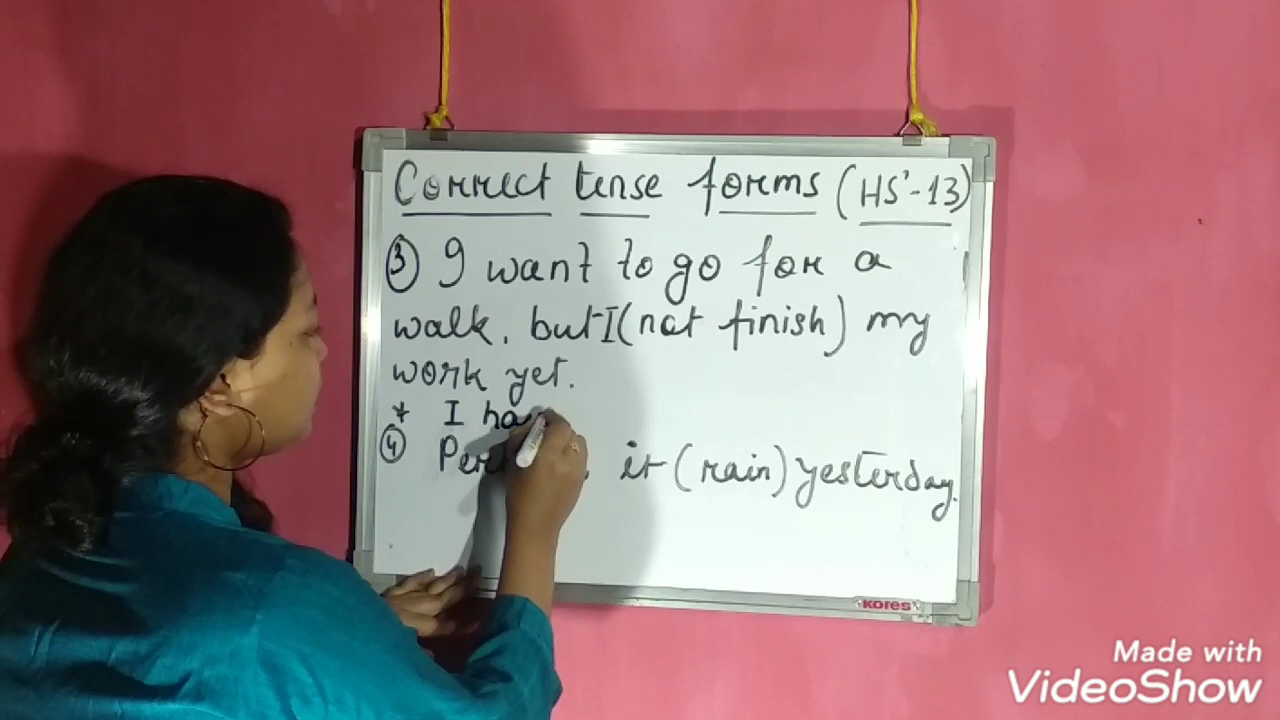 Correct tense forms (HS'-13)
③ I want to go for a
walk, but I (not finish) my
work yet.
* I ha
④ it (rain) yesterday.
KORES
Made with
VideoShow